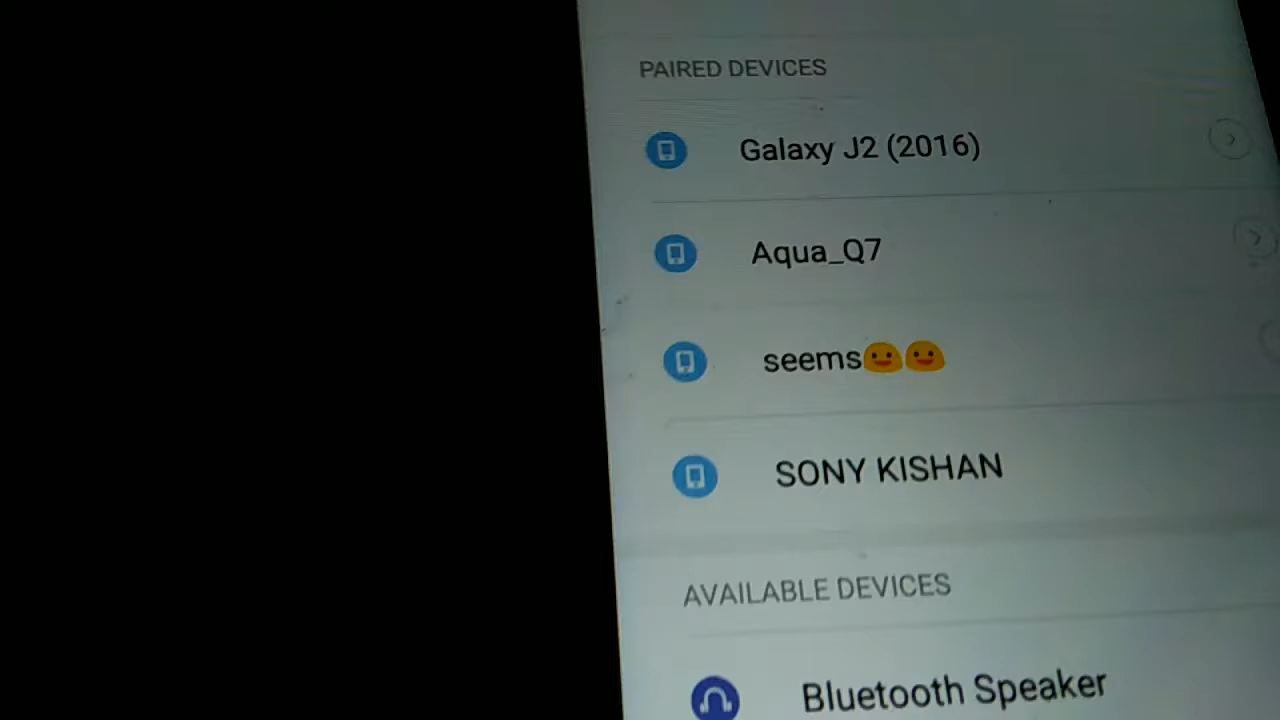 PAIRED DEVICES
Galaxy J2 (2016)
Aqua_Q7
seems😀😀
SONY KISHAN
AVAILABLE DEVICES
Bluetooth Speaker